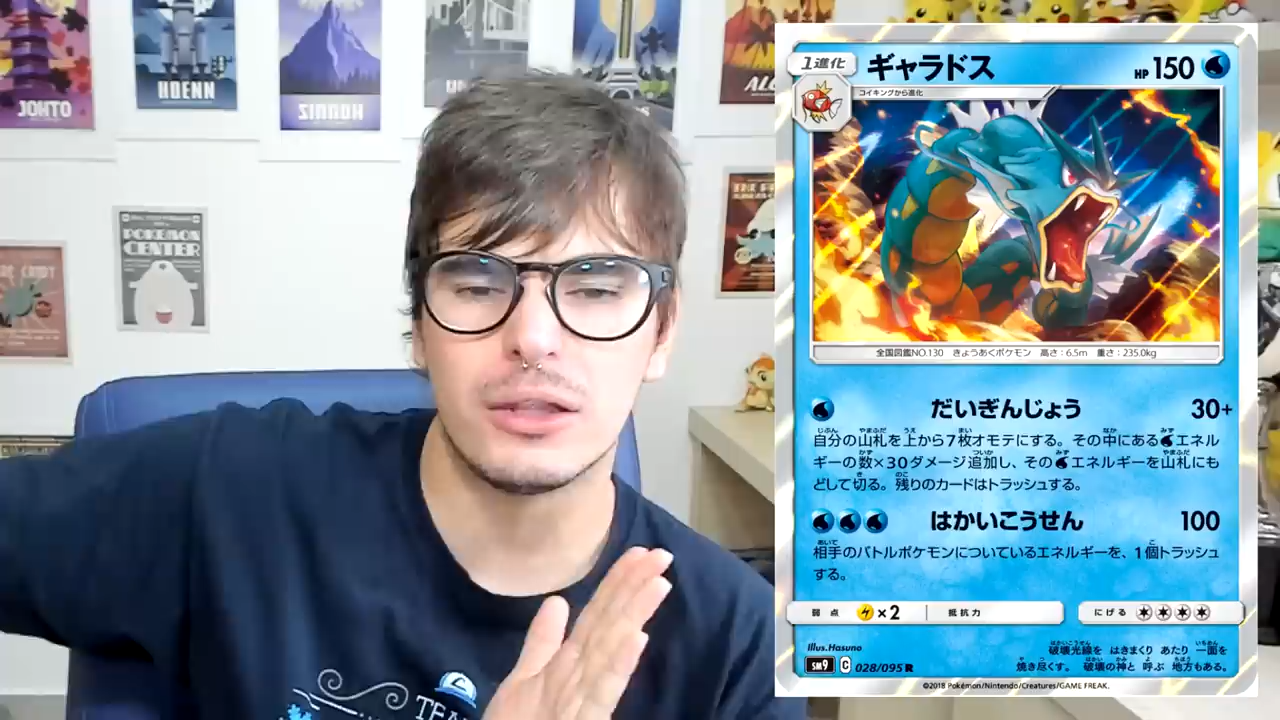 JOHTO
HOENN
SINNOH
POKÉMON
CENTER
TEA
1進化
ギャラドス
HP 150
コイキングから進化
全国図鑑NO.130 きょうあくポケモン 高さ：6.5m 重さ：235.0kg
だいぎんじょう 30+
自分の山札を上から7枚オモテにする。その中にあるエネル
ギーの数×30ダメージ追加し、そのエネルギーを山札にも
どして切る。残りのカードはトラッシュする。
はかいこうせん 100
相手のバトルポケモンについているエネルギーを、1個トラッシュ
する。
弱点 ×2 抵抗力 にげる
Illus.Hasuno
破壊光線を はきまくり あたり 一面を
焼き尽くす。 破壊の神と 呼ぶ 地方もある。
SM9 C 028/095 R
©2018 Pokémon/Nintendo/Creatures/GAME FREAK.